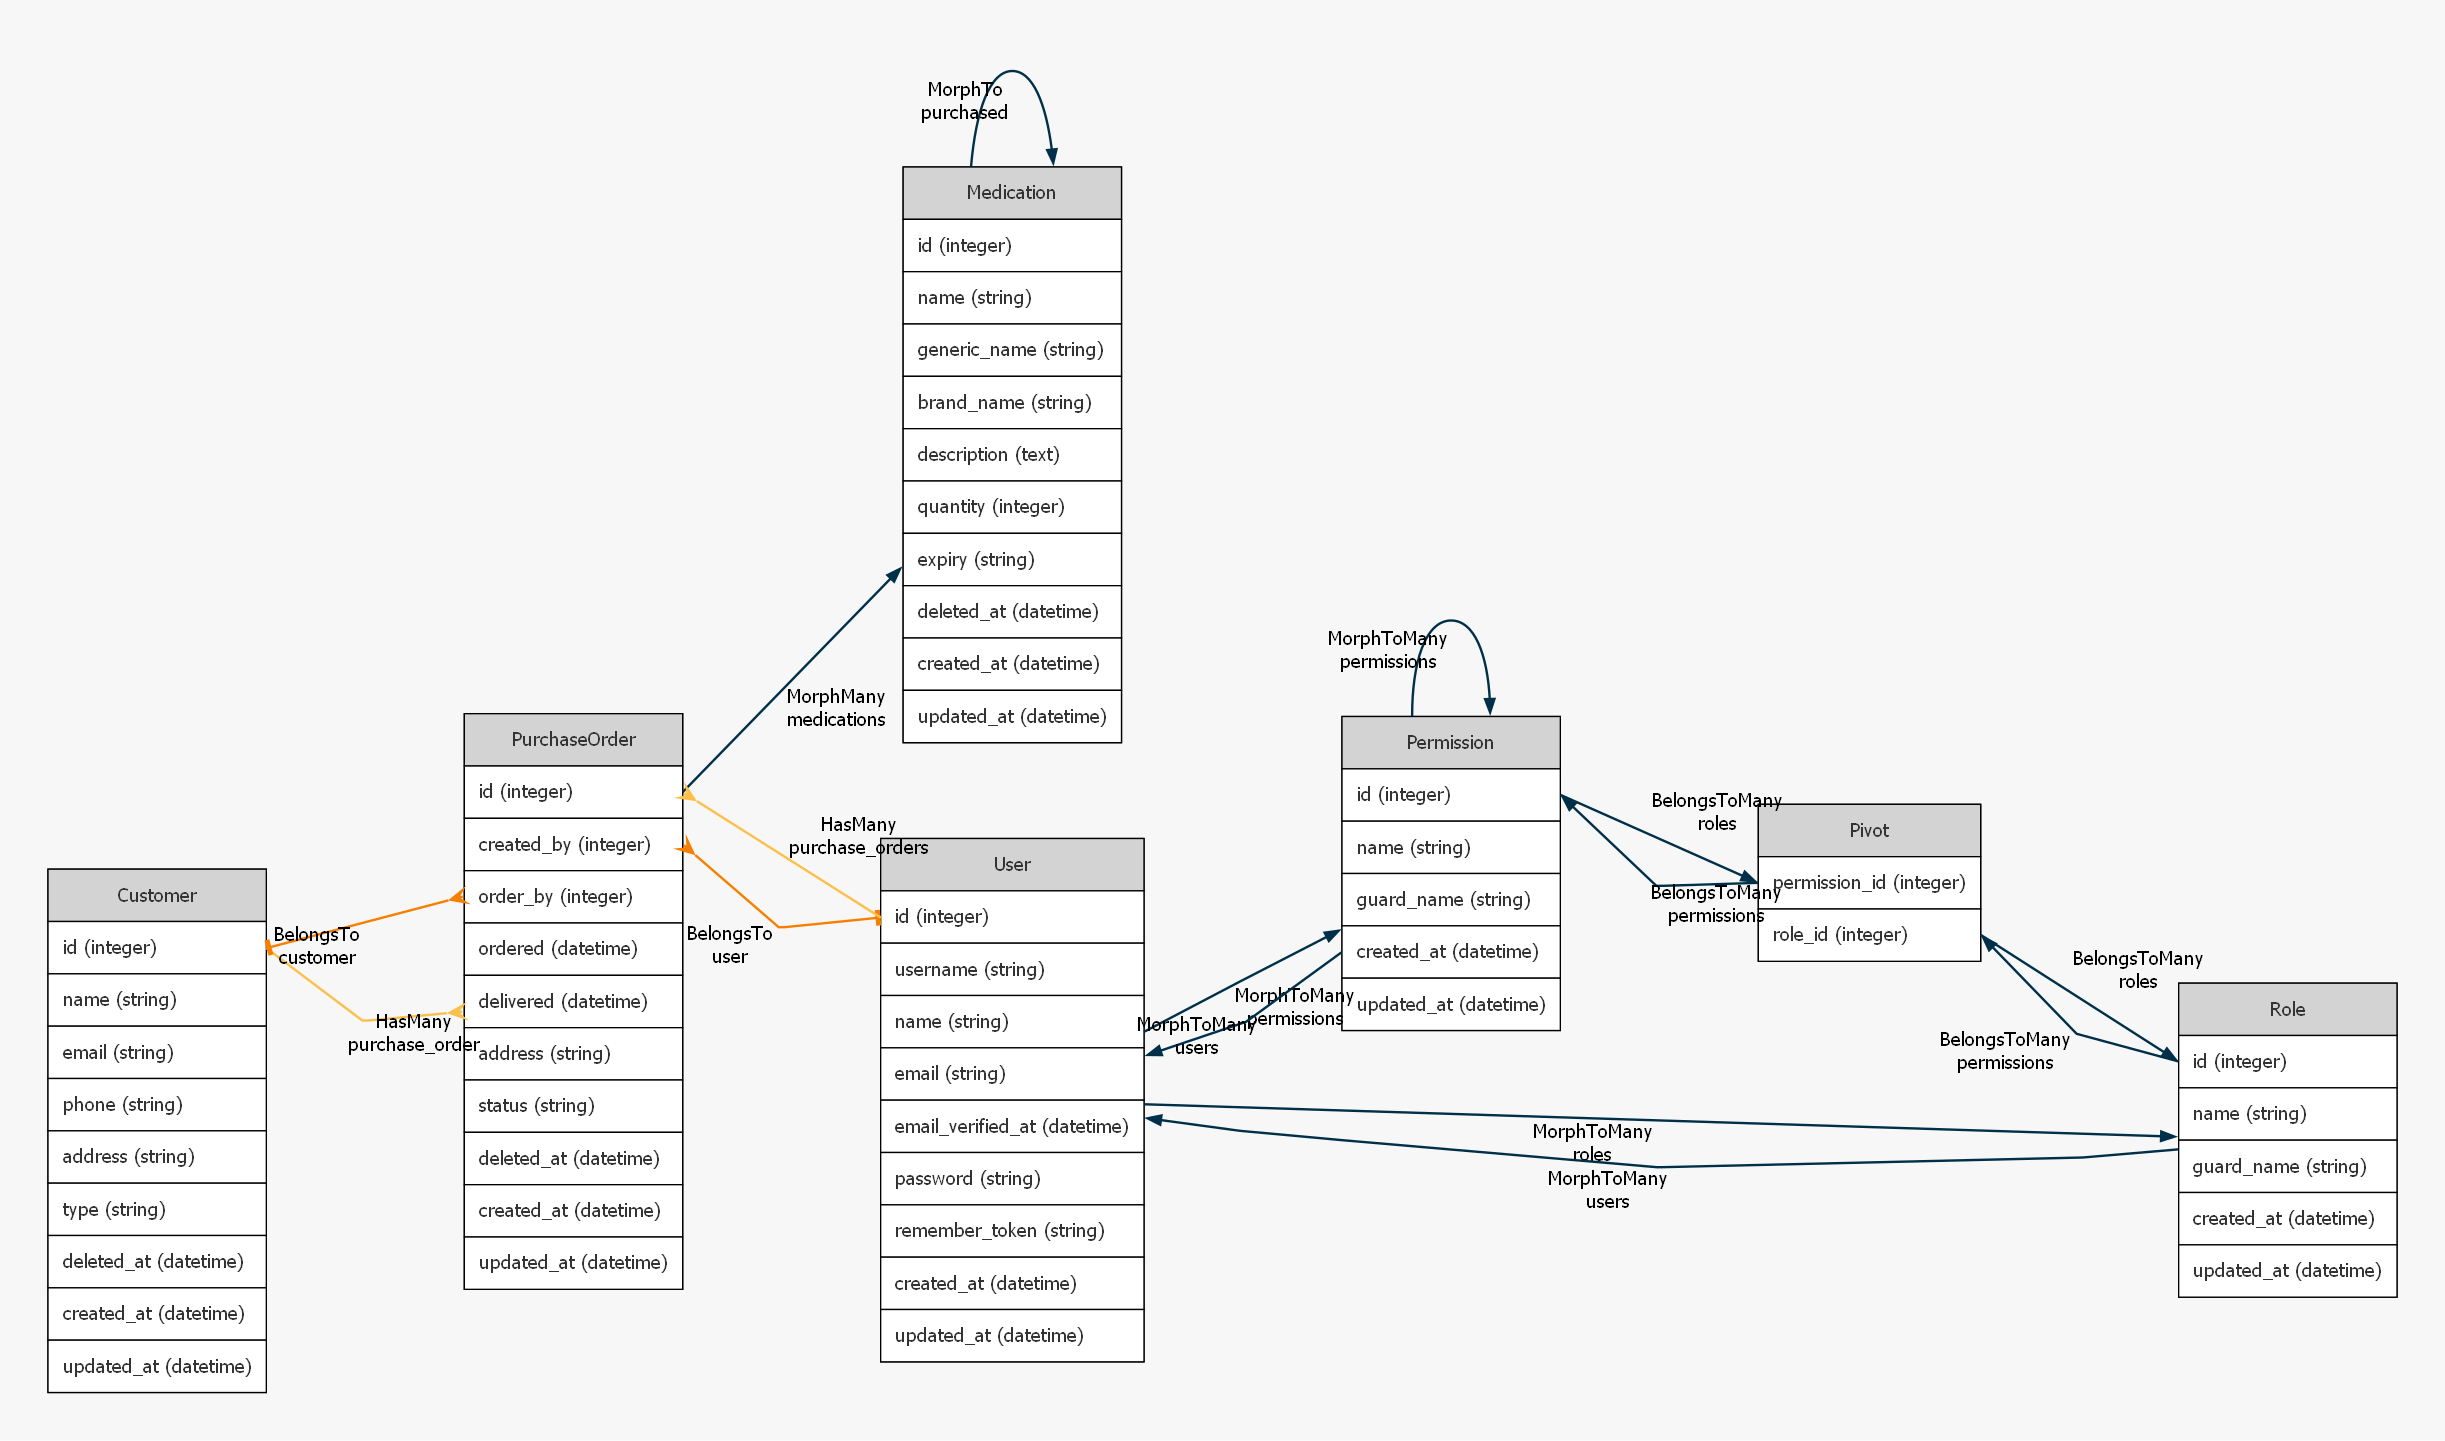 MorphTo
purchased
Medication
id (integer)
name (string)
generic_name (string)
brand_name (string)
description (text)
quantity (integer)
expiry (string)
deleted_at (datetime)
created_at (datetime)
updated_at (datetime)
MorphMany
medications
PurchaseOrder
id (integer)
created_by (integer)
order_by (integer)
ordered (datetime)
delivered (datetime)
address (string)
status (string)
deleted_at (datetime)
created_at (datetime)
updated_at (datetime)
HasMany
purchase_orders
BelongsTo
user
Customer
id (integer)
name (string)
email (string)
phone (string)
address (string)
type (string)
deleted_at (datetime)
created_at (datetime)
updated_at (datetime)
BelongsTo
customer
HasMany
purchase_order
User
id (integer)
username (string)
name (string)
email (string)
email_verified_at (datetime)
password (string)
remember_token (string)
created_at (datetime)
updated_at (datetime)
MorphToMany
permissions
MorphToMany
users
MorphToMany
permissions
Permission
id (integer)
name (string)
guard_name (string)
created_at (datetime)
updated_at (datetime)
BelongsToMany
roles
BelongsToMany
permissions
Pivot
permission_id (integer)
role_id (integer)
BelongsToMany
roles
BelongsToMany
permissions
Role
id (integer)
name (string)
guard_name (string)
created_at (datetime)
updated_at (datetime)
MorphToMany
roles
MorphToMany
users